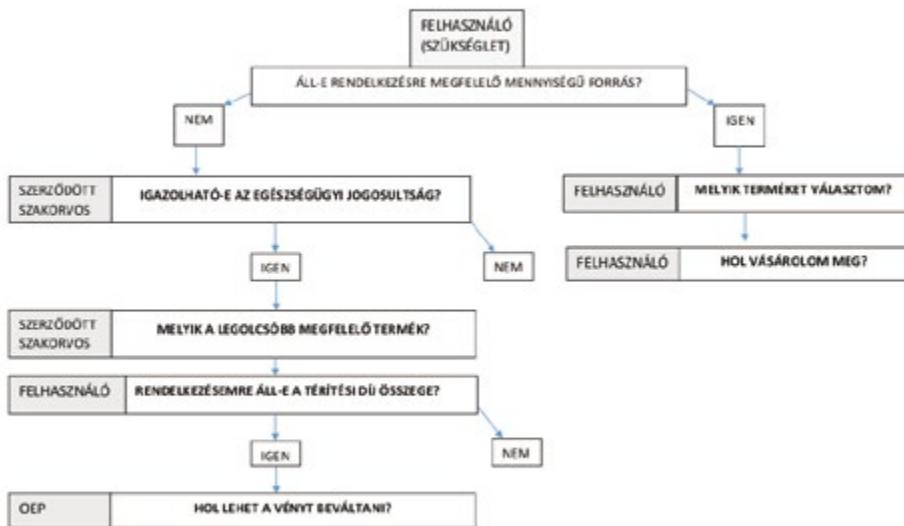 FELHASZNÁLÓ
(SZÜKSÉGLET)
ÁLL-E RENDELKEZÉSRE MEGFELELŐ MENNYISÉGŰ FORRÁS?
NEM
IGEN
SZERZŐDÖTT
SZAKORVOS
IGAZOLHATÓ-E AZ EGÉSZSÉGÜGYI JOGOSULTSÁG?
FELHASZNÁLÓ
MELYIK TERMÉKET VÁLASZTOM?
IGEN
NEM
FELHASZNÁLÓ
HOL VÁSÁROLOM MEG?
SZERZŐDÖTT
SZAKORVOS
MELYIK A LEGOLCSÓBB MEGFELELŐ TERMÉK?
FELHASZNÁLÓ
RENDELKEZÉSEMRE ÁLL-E A TÉRÍTÉSI DÍJ ÖSSZEGE?
IGEN
NEM
OEP
HOL LEHET A VÉNYT BEVÁLTANI?